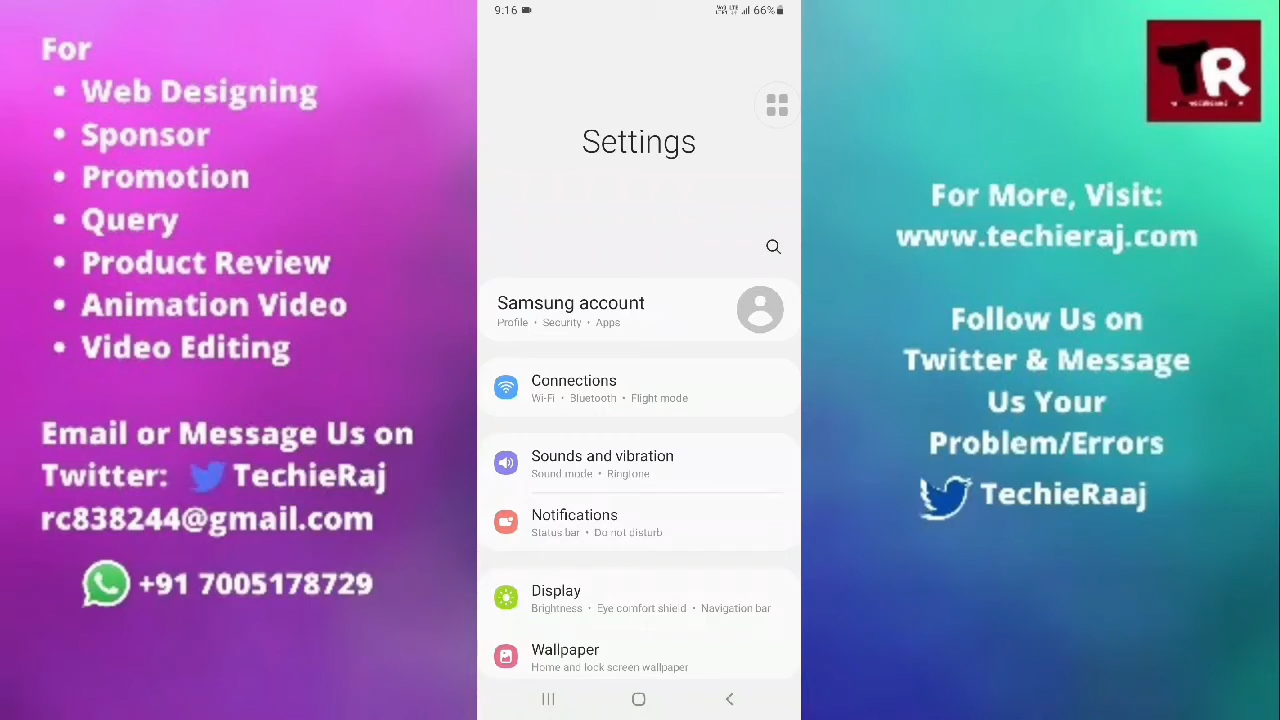 For
• Web Designing
• Sponsor
• Promotion
• Query
• Product Review
• Animation Video
• Video Editing
Email or Message Us on
Twitter: TechieRaj
rc838244@gmail.com
+91 7005178729
9:16
66%
Settings
Samsung account
Profile • Security • Apps
Connections
Wi-Fi • Bluetooth • Flight mode
Sounds and vibration
Sound mode • Ringtone
Notifications
Status bar • Do not disturb
Display
Brightness • Eye comfort shield • Navigation bar
Wallpaper
Home and lock screen wallpaper
TR
For More, Visit:
www.techieraj.com
Follow Us on
Twitter & Message
Us Your
Problem/Errors
TechieRaaj